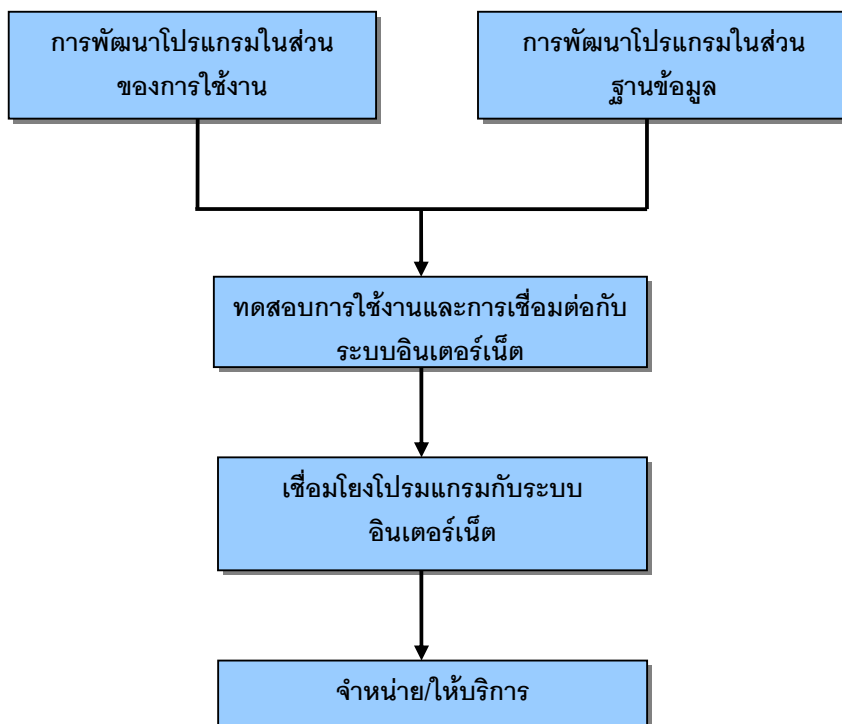 การพัฒนาโปรแกรมในส่วน
ของการใช้งาน
การพัฒนาโปรแกรมในส่วน
ฐานข้อมูล
ทดสอบการใช้งานและการเชื่อมต่อกับ
ระบบอินเตอร์เน็ต
เชื่อมโยงโปรมแกรมกับระบบ
อินเตอร์เน็ต
จำหน่าย/ให้บริการ